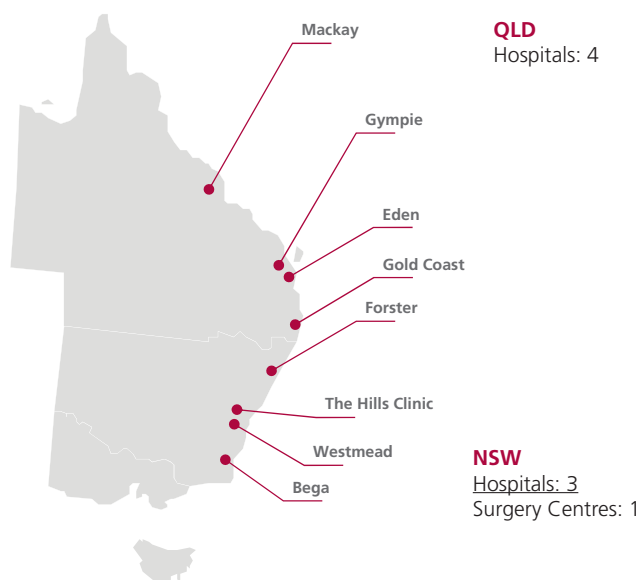 Mackay
QLD
Hospitals: 4
Gympie
Eden
Gold Coast
Forster
The Hills Clinic
Westmead
NSW
Hospitals: 3
Bega
Surgery Centres: 1